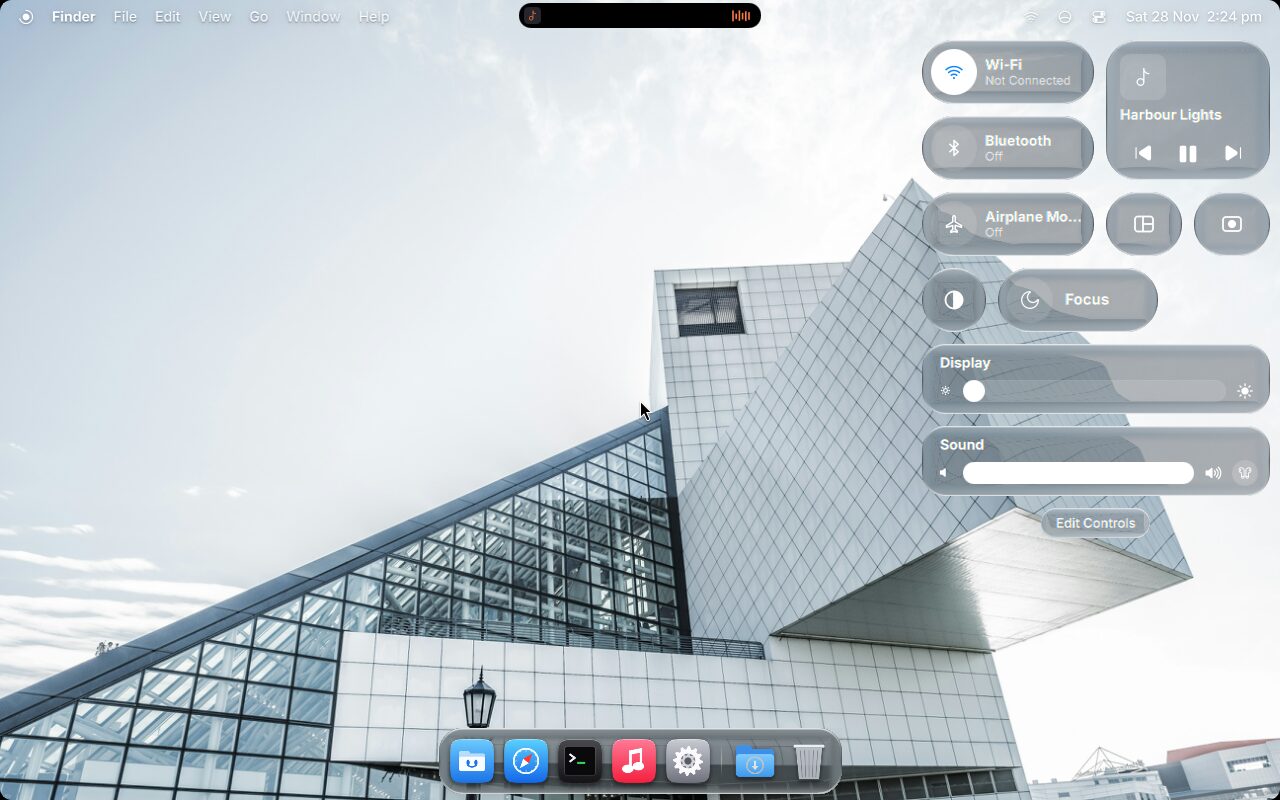 Finder File Edit View Go Window Help
Sat 28 Nov 2:24 pm
Wi-Fi
Not Connected
Harbour Lights
Bluetooth
Off
Airplane Mo...
Off
Focus
Display
Sound
Edit Controls